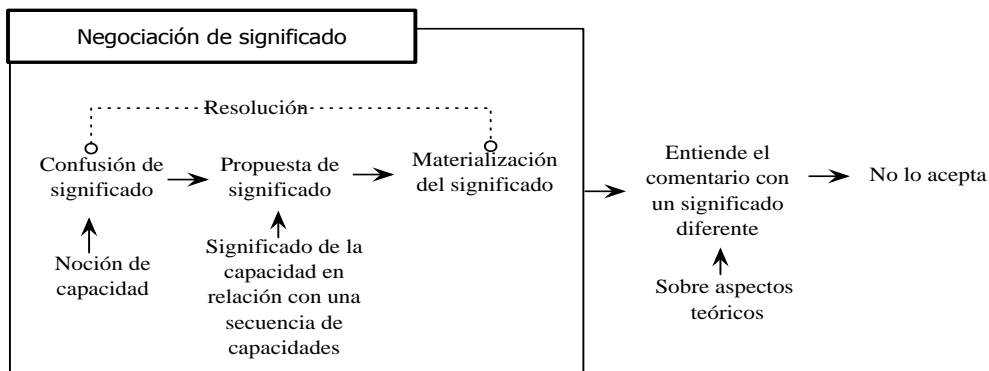 Negociación de significado
Resolución
Confusión de
significado
Propuesta de
significado
Materialización
del significado
Noción de
capacidad
Significado de la
capacidad en
relación con una
secuencia de
capacidades
Entiende el
comentario con
un significado
diferente
Sobre aspectos
teóricos
No lo acepta